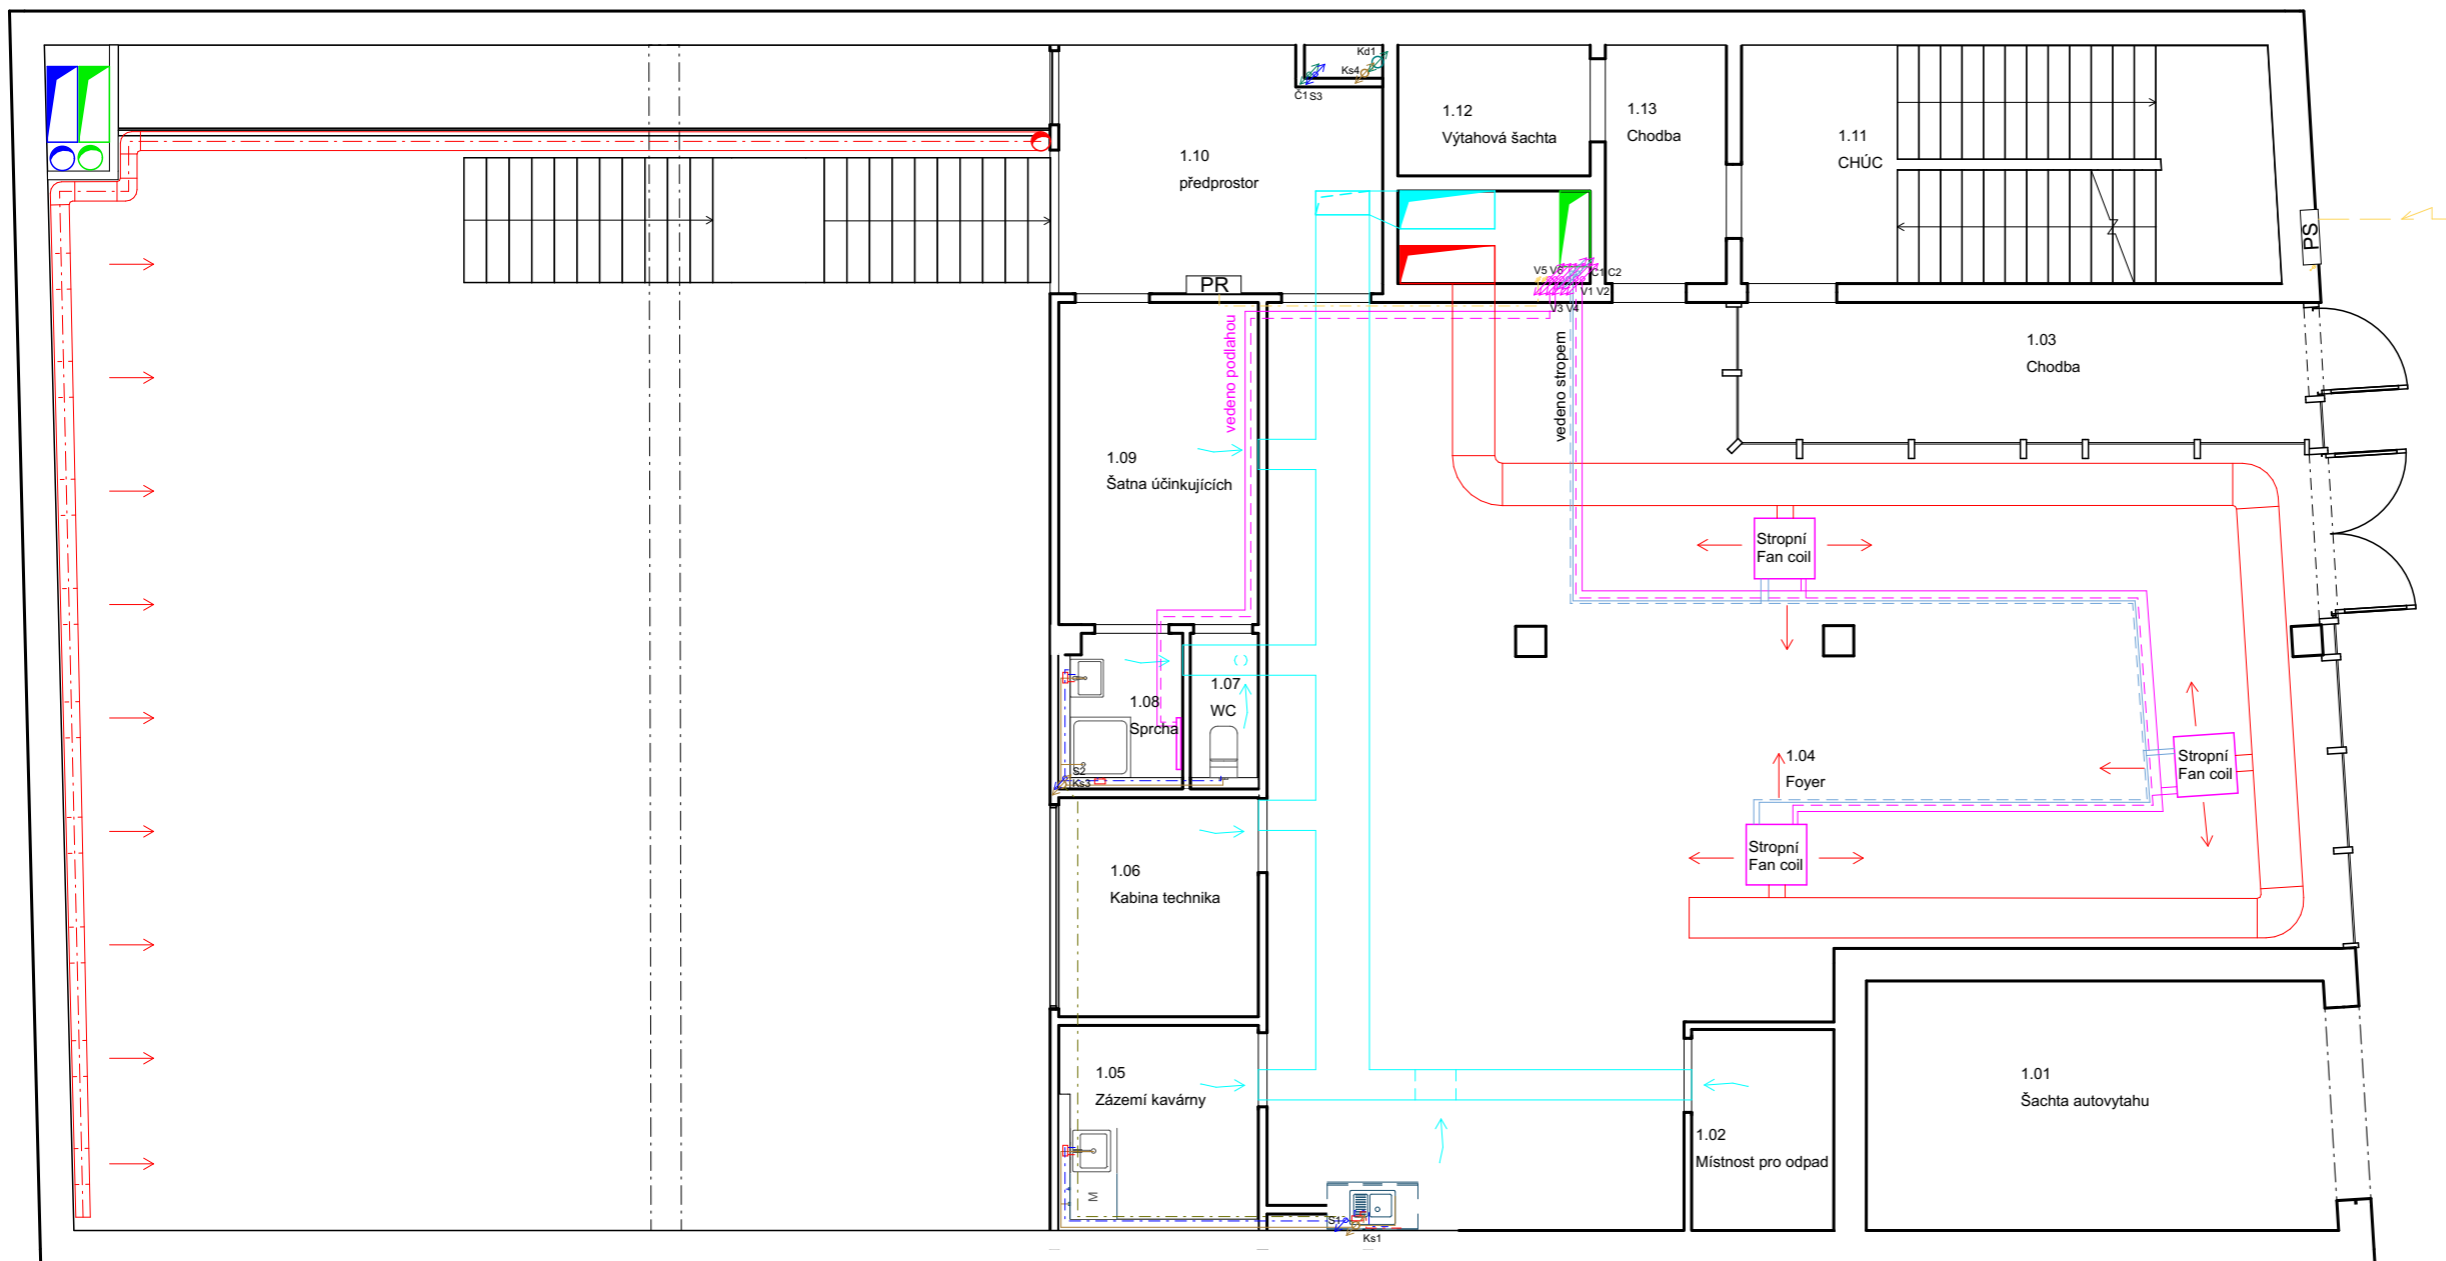 Kd1
Ks4
Č1 S3
1.12
Výtahová šachta
1.13
Chodba
1.11
CHÚC
1.10
předprostor
PS
PR
V5 V6
C1 C2
V1 V2
V3 V4
vedeno podlahou
vedeno stropem
1.03
Chodba
1.09
Šatna účinkujících
Stropní
Fan coil
1.08
Sprcha
1.07
WC
S2
Ks3
1.04
Foyer
Stropní
Fan coil
Stropní
Fan coil
1.06
Kabina technika
1.05
Zázemí kavárny
M
1.01
Šachta autovytahu
1.02
Místnost pro odpad
S1
Ks1